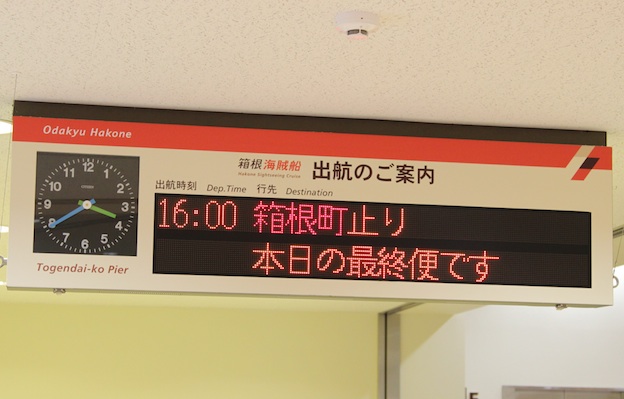 Odakyu Hakone
箱根海賊船 出航のご案内
Hakone Sightseeing Cruise
出航時刻 Dep.Time 行先 Destination
16:00 箱根町止り
本日の最終便です
12
1
2
3
4
5
6
7
8
9
10
11
Togendai-ko Pier